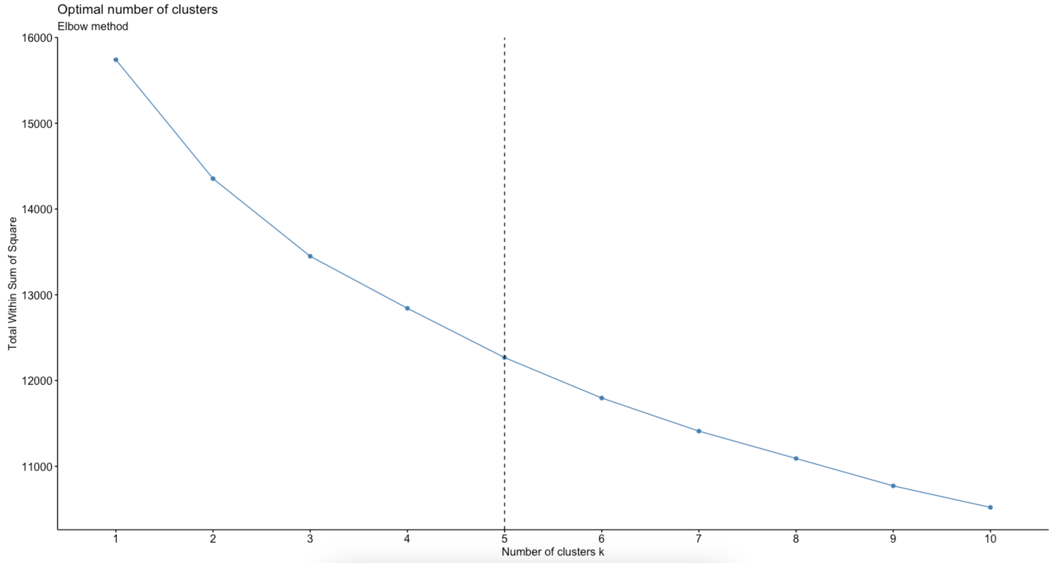 Optimal number of clusters
Elbow method
16000
15000
14000
13000
12000
11000
Total Within Sum of Square
1 2 3 4 5 6 7 8 9 10
Number of clusters k